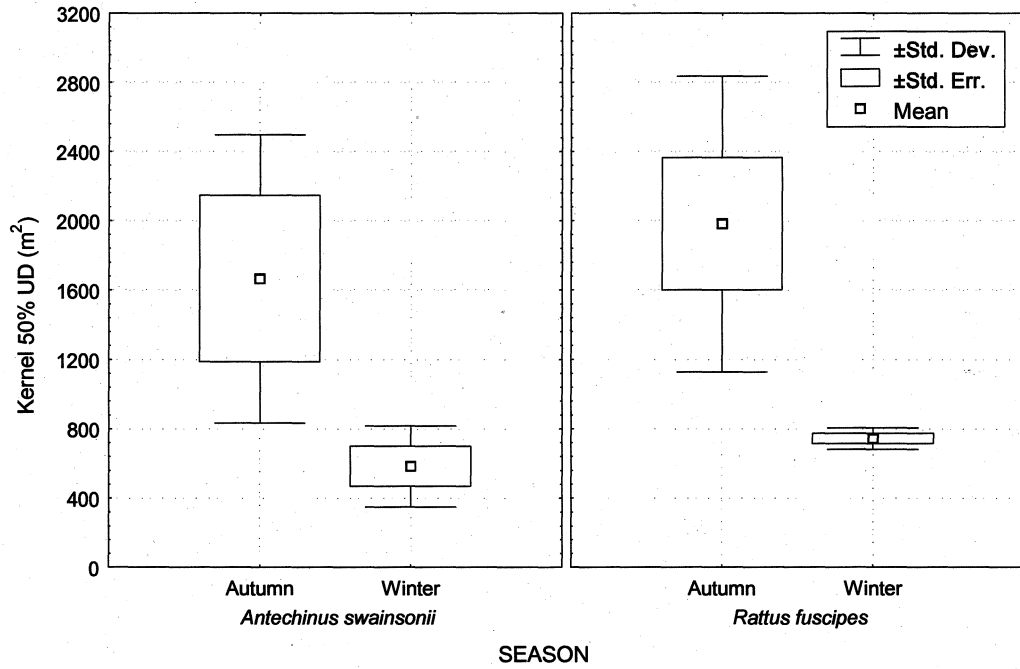 3200
2800
2400
2000
1600
1200
800
400
0
Kernel 50% UD (m²)
±Std. Dev.
±Std. Err.
Mean
Autumn Winter Autumn Winter
Antechinus swainsonii Rattus fuscipes
SEASON